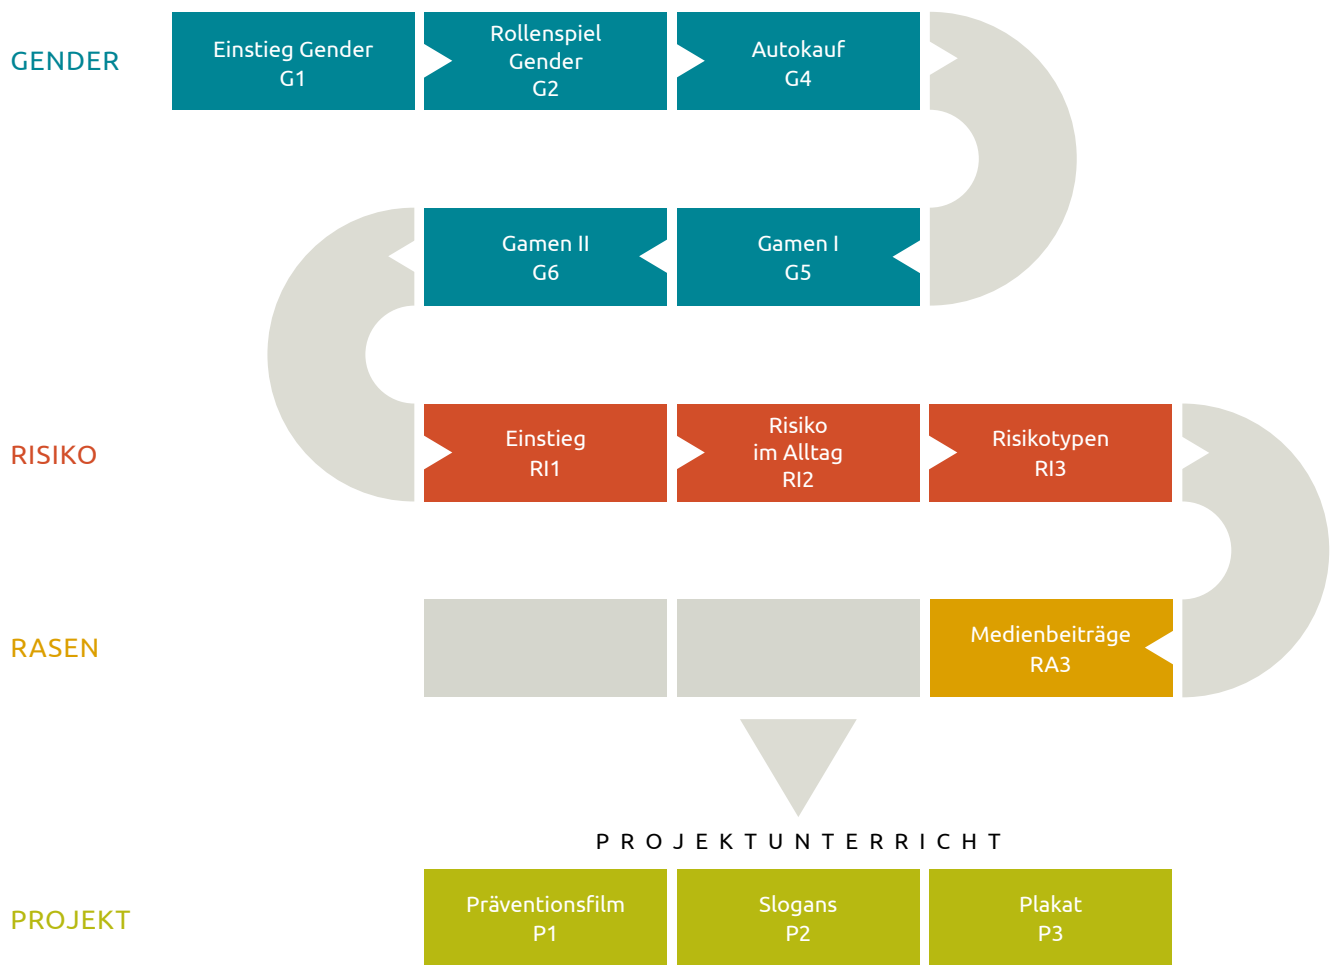 GENDER
Einstieg Gender
G1
Rollenspiel
Gender
G2
Autokauf
G4
Gamen II
G6
Gamen I
G5
RISIKO
Einstieg
RI1
Risiko
im Alltag
RI2
Risikotypen
RI3
RASEN
Medienbeiträge
RA3
PROJEKTUNTERRICHT
PROJEKT
Präventionsfilm
P1
Slogans
P2
Plakat
P3